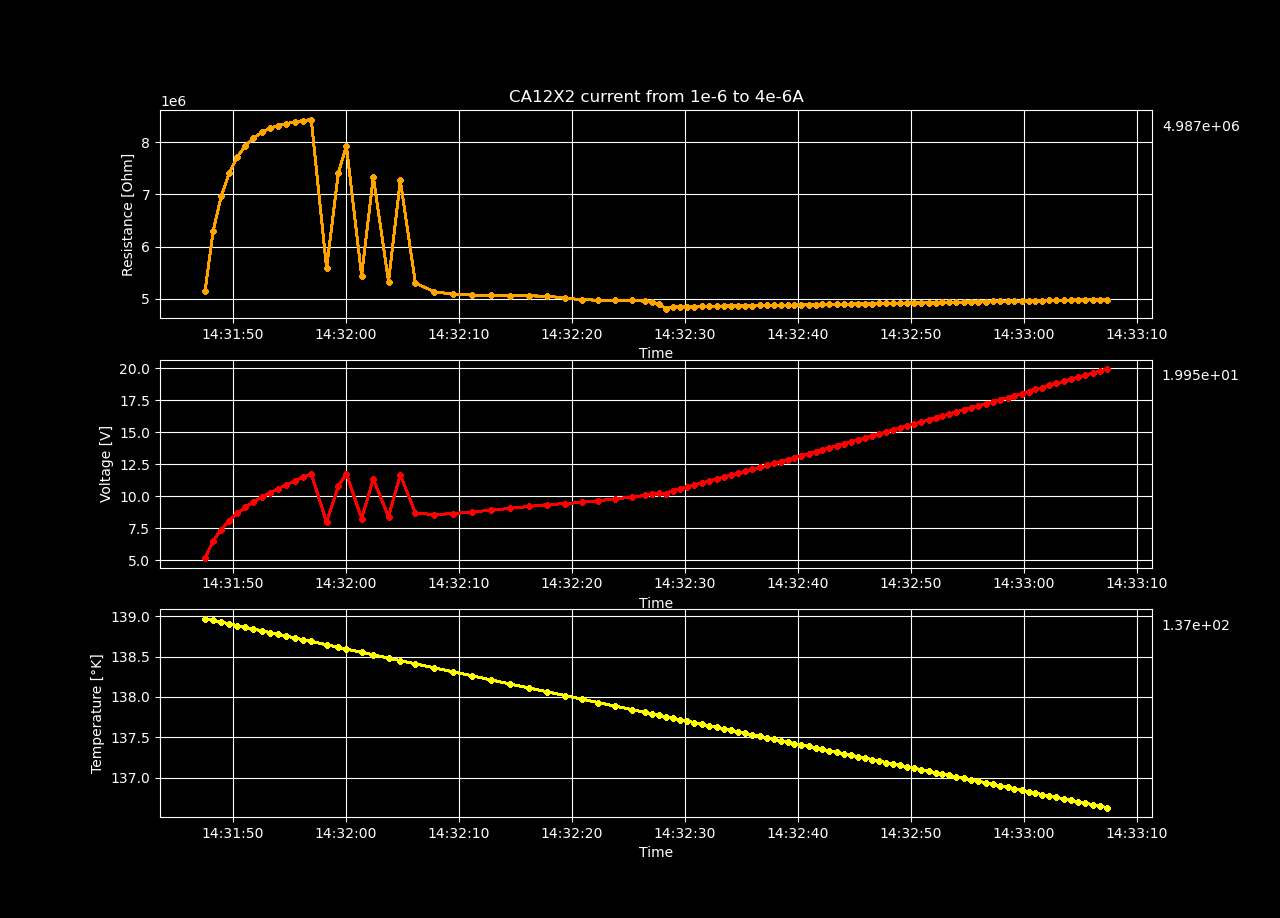 CA12X2 current from 1e-6 to 4e-6A
1e6
4.987e+06
8
7
6
5
Resistance [Ohm]
14:31:50 14:32:00 14:32:10 14:32:20 14:32:30 14:32:40 14:32:50 14:33:00 14:33:10
Time
20.0
17.5
15.0
12.5
10.0
7.5
5.0
Voltage [V]
1.995e+01
14:31:50 14:32:00 14:32:10 14:32:20 14:32:30 14:32:40 14:32:50 14:33:00 14:33:10
Time
139.0
138.5
138.0
137.5
137.0
Temperature [°K]
1.37e+02
14:31:50 14:32:00 14:32:10 14:32:20 14:32:30 14:32:40 14:32:50 14:33:00 14:33:10
Time